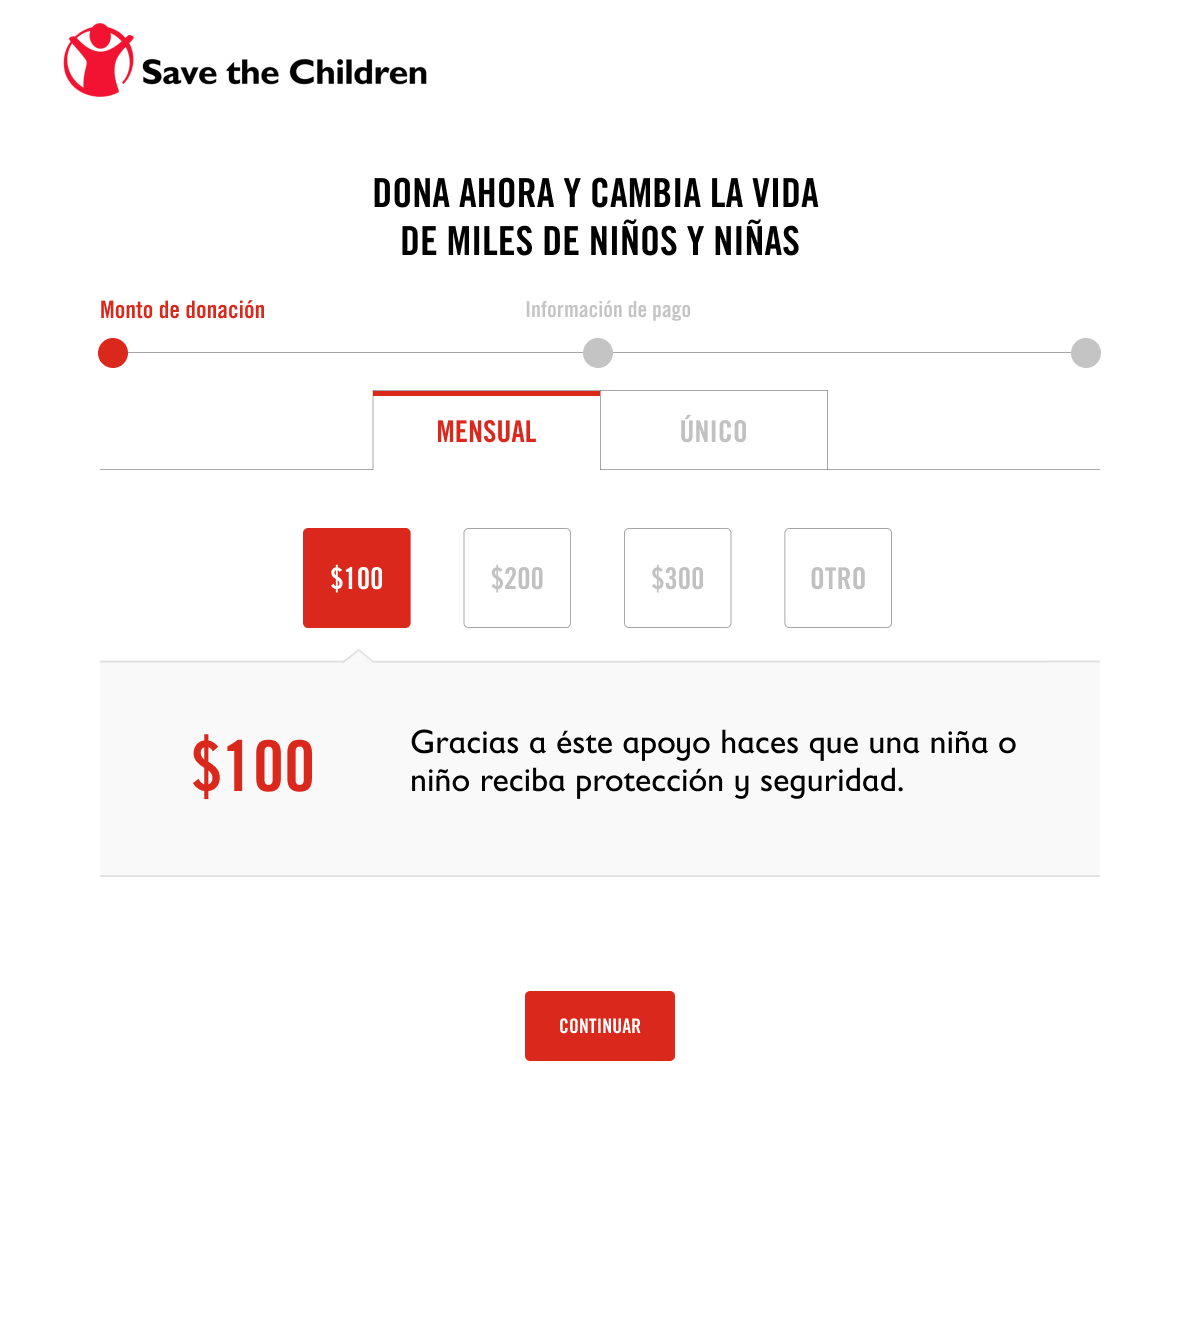 Save the Children
DONA AHORA Y CAMBIA LA VIDA
DE MILES DE NIÑOS Y NIÑAS
Monto de donación
Información de pago
MENSUAL
ÚNICO
$100
$200
$300
OTRO
$100
Gracias a éste apoyo haces que una niña o
niño reciba protección y seguridad.
CONTINUAR